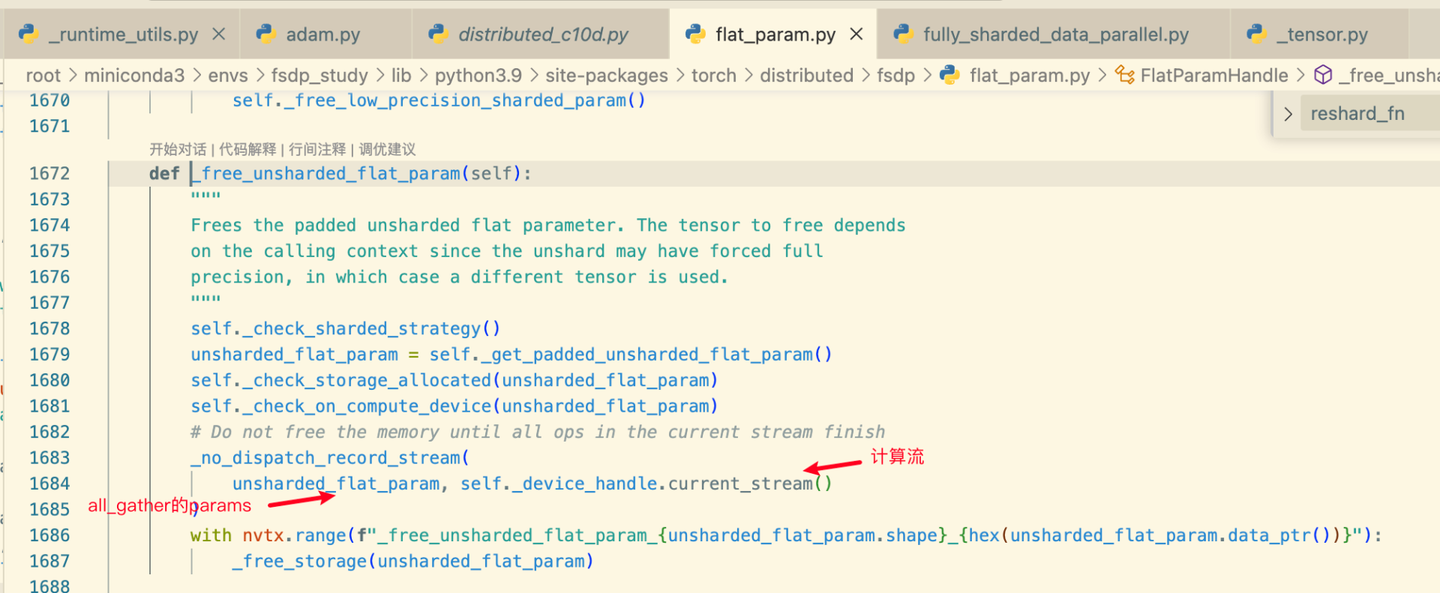 _runtime_utils.py × adam.py distributed_c10d.py flat_param.py × fully_sharded_data_parallel.py _tensor.py
root > miniconda3 > envs > fsdp_study > lib > python3.9 > site-packages > torch > distributed > fsdp > flat_param.py > FlatParamHandle > _free_unsha
1670 self._free_low_precision_sharded_param()
reshard_fn
1671
开始对话 | 代码解释 | 行间注释 | 调优建议
1672 def _free_unsharded_flat_param(self):
1673 """
1674 Frees the padded unsharded flat parameter. The tensor to free depends
1675 on the calling context since the unshard may have forced full
1676 precision, in which case a different tensor is used.
1677 """
1678 self._check_sharded_strategy()
1679 unsharded_flat_param = self._get_padded_unsharded_flat_param()
1680 self._check_storage_allocated(unsharded_flat_param)
1681 self._check_on_compute_device(unsharded_flat_param)
1682 # Do not free the memory until all ops in the current stream finish
1683 _no_dispatch_record_stream(
计算流
1684 unsharded_flat_param, self._device_handle.current_stream()
all_gather的params
1685 )
1686 with nvtx.range(f"_free_unsharded_flat_param_{unsharded_flat_param.shape}_{hex(unsharded_flat_param.data_ptr())}"):
1687 _free_storage(unsharded_flat_param)
1688